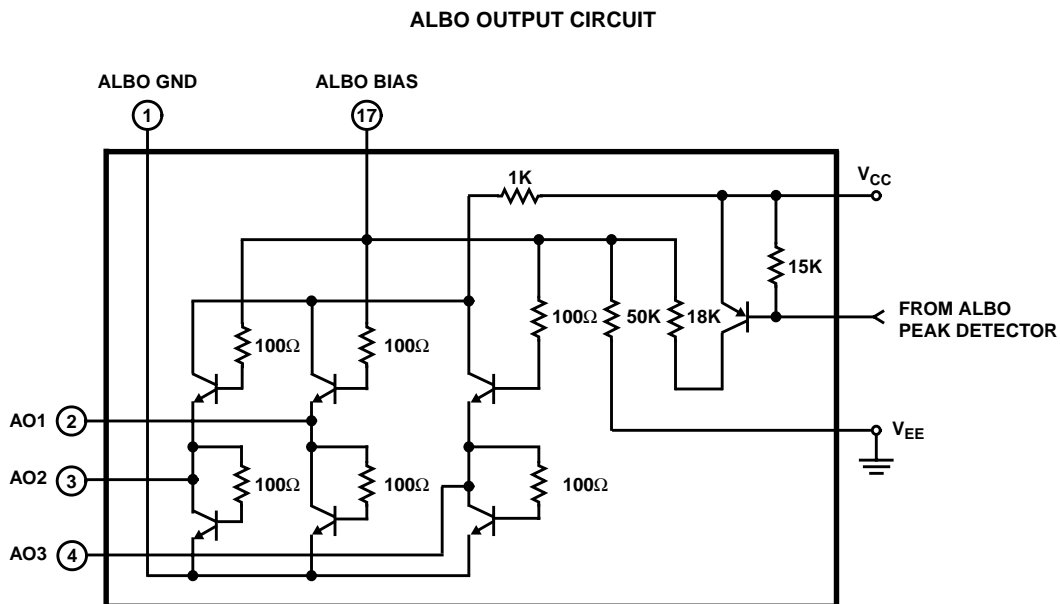 ALBO OUTPUT CIRCUIT
ALBO GND
ALBO BIAS
1
17
1K
VCC
15K
100Ω
50K
18K
FROM ALBO
PEAK DETECTOR
100Ω
100Ω
AO1
2
VEE
AO2
3
100Ω
100Ω
100Ω
AO3
4